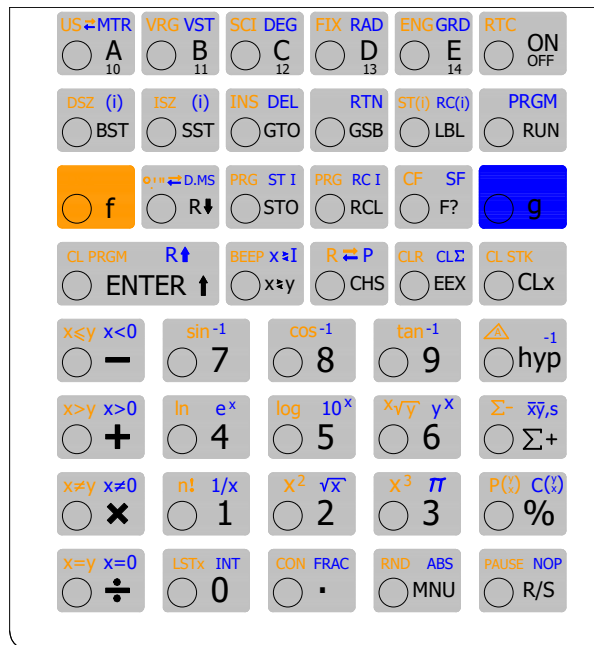 US⇄MTR VRG VST SCI DEG FIX RAD ENG GRD RTC
A B C D E ON
10 11 12 13 14 OFF
DSZ (i) ISZ (i) INS DEL RTN ST(i) RC(i) PRGM
BST SST GTO GSB LBL RUN
o,ı"⇄D.MS PRG ST I PRG RC I CF SF
f R⬇ STO RCL F? g
CL PRGM R⬆ BEEP x⇄I R⇄P CLR CLΣ CL STK
ENTER ⬆ x⇄y CHS EEX CLx
x⩽y x<0 sin⁻¹ cos⁻¹ tan⁻¹ A -1
− 7 8 9 hyp
x>y x>0 ln eˣ log 10ˣ ˣ√y yˣ Σ- x̅y̅,s
+ 4 5 6 Σ+
x≠y x≠0 n! 1/x x² √x x³ π P(ʸₓ) C(ʸₓ)
× 1 2 3 %
x=y x=0 LSTx INT CON FRAC RND ABS PAUSE NOP
÷ 0 . MNU R/S